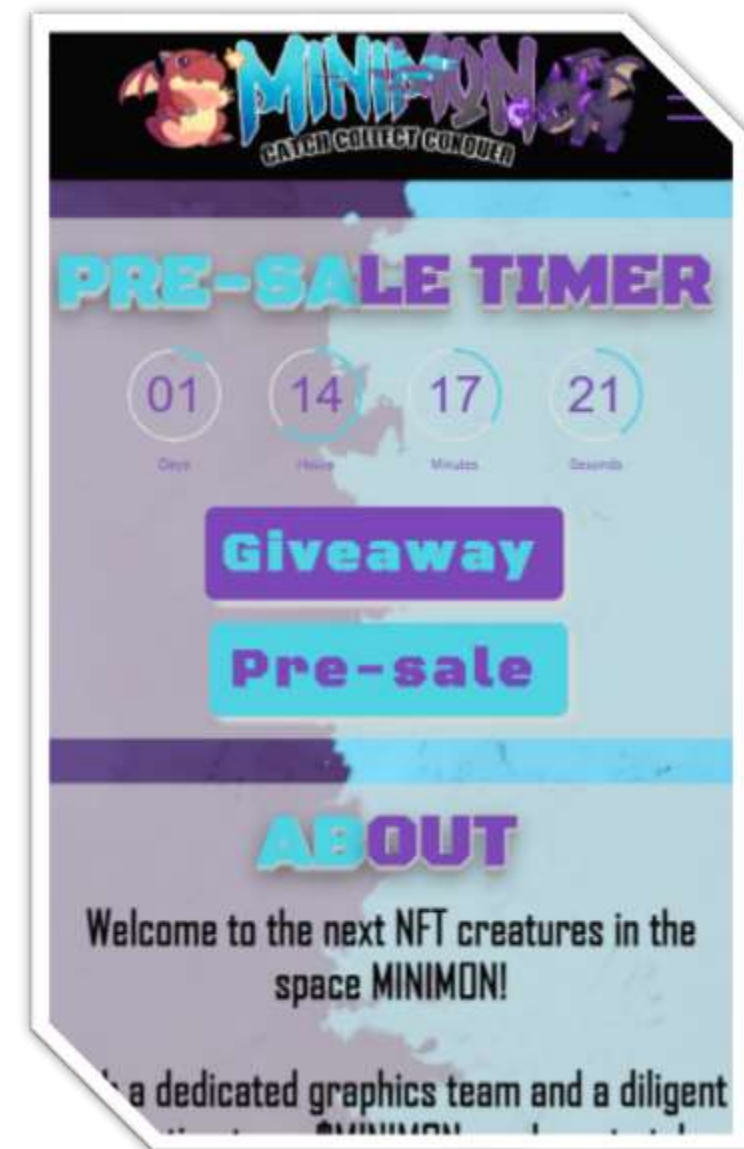 MINIMON
CATCH COLLECT CONQUER
PRE-SALE TIMER
01 14 17 21
Days Hours Minutes Seconds
Giveaway
Pre-sale
ABOUT
Welcome to the next NFT creatures in the
space MINIMON!
a dedicated graphics team and a diligent
$MINIMON